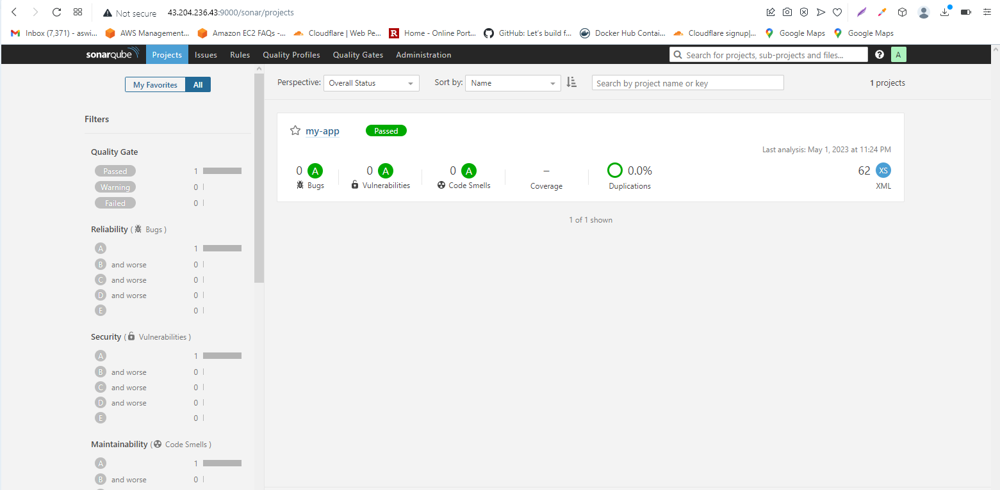 Not secure 43.204.236.43:9000/sonar/projects
Inbox (7,371) - aswi... AWS Management... Amazon EC2 FAQs -... Cloudflare | Web Pe... R Home - Online Port... GitHub: Let's build f... Docker Hub Contai... Cloudflare signup|... Google Maps Google Maps
sonarqube Projects Issues Rules Quality Profiles Quality Gates Administration Search for projects, sub-projects and files... ? A
My Favorites All
Perspective: Overall Status Sort by: Name Search by project name or key 1 projects
Filters
Quality Gate
Passed 1
Warning 0
Failed 0
Reliability ( Bugs )
A 1
B and worse 0
C and worse 0
D and worse 0
E 0
Security ( Vulnerabilities )
A 1
B and worse 0
C and worse 0
D and worse 0
E 0
Maintainability ( Code Smells )
A 1
B and worse 0
my-app Passed
Last analysis: May 1, 2023 at 11:24 PM
0 A 0 A 0 A – 0.0% 62 XS
Bugs Vulnerabilities Code Smells Coverage Duplications XML
1 of 1 shown